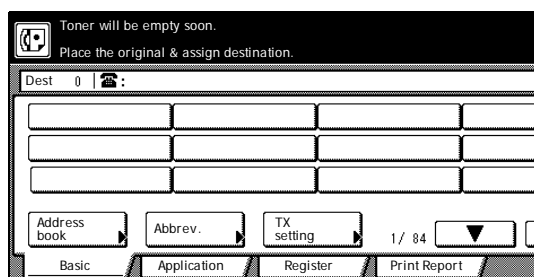 Toner will be empty soon.
Place the original & assign destination.
Dest 0 :
Address book
Abbrev.
TX setting
1/ 84
Basic
Application
Register
Print Report